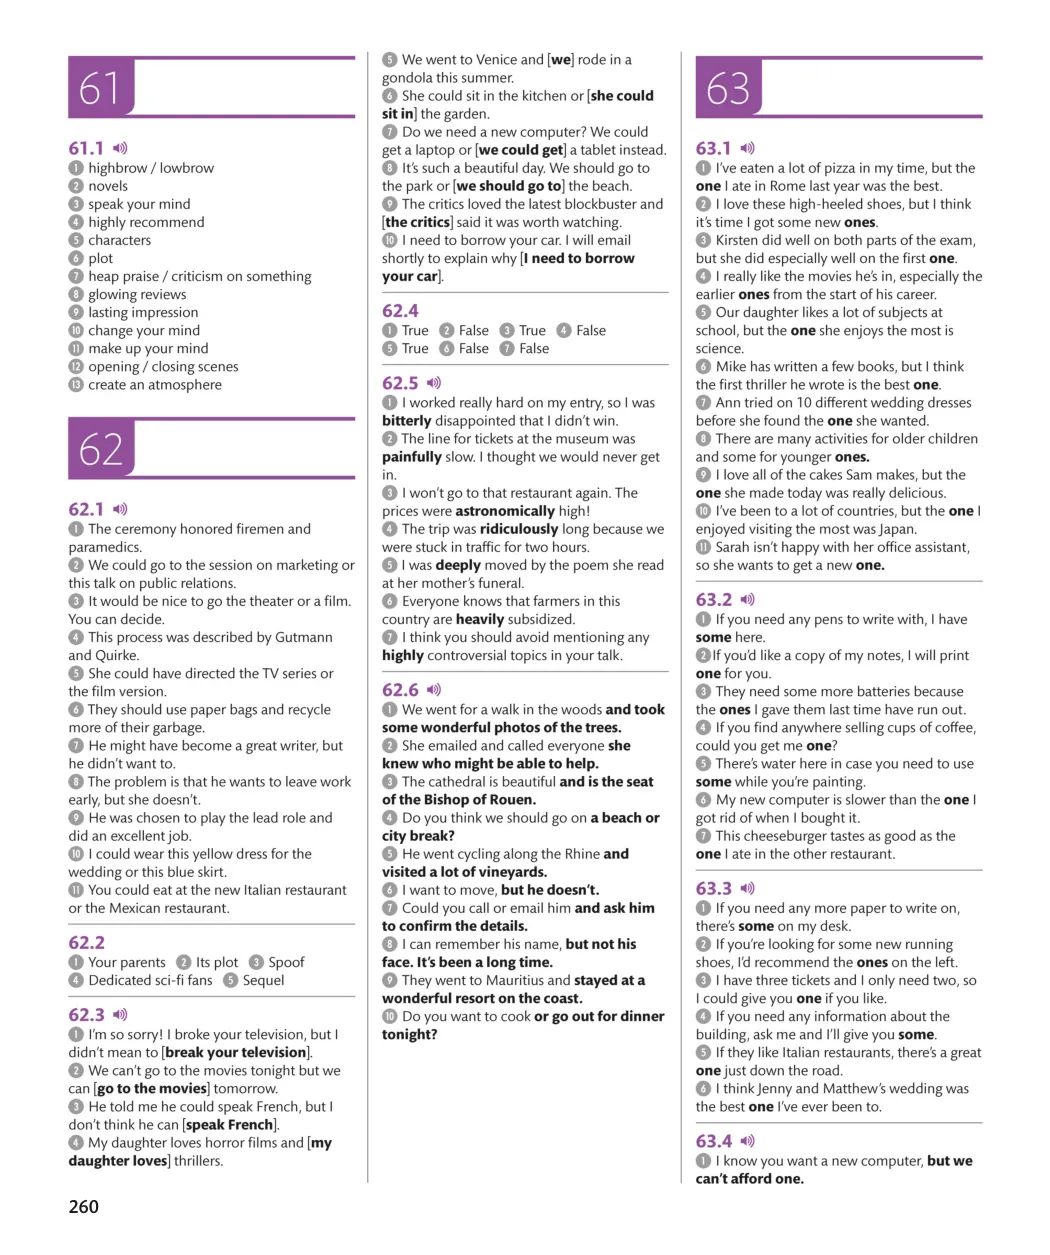 61
61.1
1 highbrow / lowbrow
2 novels
3 speak your mind
4 highly recommend
5 characters
6 plot
7 heap praise / criticism on something
8 glowing reviews
9 lasting impression
10 change your mind
11 make up your mind
12 opening / closing scenes
13 create an atmosphere
62
62.1
1 The ceremony honored firemen and
paramedics.
2 We could go to the session on marketing or
this talk on public relations.
3 It would be nice to go the theater or a film.
You can decide.
4 This process was described by Gutmann
and Quirke.
5 She could have directed the TV series or
the film version.
6 They should use paper bags and recycle
more of their garbage.
7 He might have become a great writer, but
he didn't want to.
8 The problem is that he wants to leave work
early, but she doesn't.
9 He was chosen to play the lead role and
did an excellent job.
10 I could wear this yellow dress for the
wedding or this blue skirt.
11 You could eat at the new Italian restaurant
or the Mexican restaurant.
62.2
1 Your parents 2 Its plot 3 Spoof
4 Dedicated sci-fi fans 5 Sequel
62.3
1 I'm so sorry! I broke your television, but I
didn't mean to [break your television].
2 We can't go to the movies tonight but we
can [go to the movies] tomorrow.
3 He told me he could speak French, but I
don't think he can [speak French].
4 My daughter loves horror films and [my
daughter loves] thrillers.
5 We went to Venice and [we] rode in a
gondola this summer.
6 She could sit in the kitchen or [she could
sit in] the garden.
7 Do we need a new computer? We could
get a laptop or [we could get] a tablet instead.
8 It's such a beautiful day. We should go to
the park or [we should go to] the beach.
9 The critics loved the latest blockbuster and
[the critics] said it was worth watching.
10 I need to borrow your car. I will email
shortly to explain why [I need to borrow
your car].
62.4
1 True 2 False 3 True 4 False
5 True 6 False 7 False
62.5
1 I worked really hard on my entry, so I was
bitterly disappointed that I didn't win.
2 The line for tickets at the museum was
painfully slow. I thought we would never get
in.
3 I won't go to that restaurant again. The
prices were astronomically high!
4 The trip was ridiculously long because we
were stuck in traffic for two hours.
5 I was deeply moved by the poem she read
at her mother's funeral.
6 Everyone knows that farmers in this
country are heavily subsidized.
7 I think you should avoid mentioning any
highly controversial topics in your talk.
62.6
1 We went for a walk in the woods and took
some wonderful photos of the trees.
2 She emailed and called everyone she
knew who might be able to help.
3 The cathedral is beautiful and is the seat
of the Bishop of Rouen.
4 Do you think we should go on a beach or
city break?
5 He went cycling along the Rhine and
visited a lot of vineyards.
6 I want to move, but he doesn't.
7 Could you call or email him and ask him
to confirm the details.
8 I can remember his name, but not his
face. It's been a long time.
9 They went to Mauritius and stayed at a
wonderful resort on the coast.
10 Do you want to cook or go out for dinner
tonight?
63
63.1
1 I've eaten a lot of pizza in my time, but the
one I ate in Rome last year was the best.
2 I love these high-heeled shoes, but I think
it's time I got some new ones.
3 Kirsten did well on both parts of the exam,
but she did especially well on the first one.
4 I really like the movies he's in, especially the
earlier ones from the start of his career.
5 Our daughter likes a lot of subjects at
school, but the one she enjoys the most is
science.
6 Mike has written a few books, but I think
the first thriller he wrote is the best one.
7 Ann tried on 10 different wedding dresses
before she found the one she wanted.
8 There are many activities for older children
and some for younger ones.
9 I love all of the cakes Sam makes, but the
one she made today was really delicious.
10 I've been to a lot of countries, but the one I
enjoyed visiting the most was Japan.
11 Sarah isn't happy with her office assistant,
so she wants to get a new one.
63.2
1 If you need any pens to write with, I have
some here.
2 If you'd like a copy of my notes, I will print
one for you.
3 They need some more batteries because
the ones I gave them last time have run out.
4 If you find anywhere selling cups of coffee,
could you get me one?
5 There's water here in case you need to use
some while you're painting.
6 My new computer is slower than the one I
got rid of when I bought it.
7 This cheeseburger tastes as good as the
one I ate in the other restaurant.
63.3
1 If you need any more paper to write on,
there's some on my desk.
2 If you're looking for some new running
shoes, I'd recommend the ones on the left.
3 I have three tickets and I only need two, so
I could give you one if you like.
4 If you need any information about the
building, ask me and I'll give you some.
5 If they like Italian restaurants, there's a great
one just down the road.
6 I think Jenny and Matthew's wedding was
the best one I've ever been to.
63.4
1 I know you want a new computer, but we
can't afford one.
260